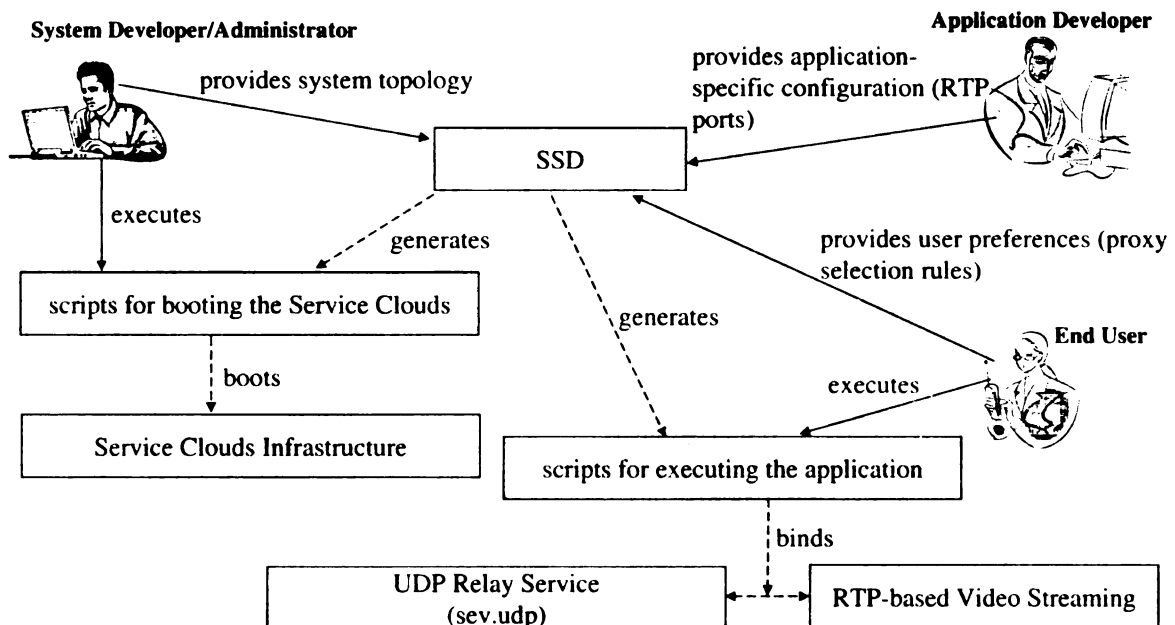 System Developer/Administrator
Application Developer
provides system topology
provides application-
specific configuration (RTP
ports)
SSD
executes
generates
provides user preferences (proxy
selection rules)
scripts for booting the Service Clouds
generates
End User
boots
executes
Service Clouds Infrastructure
scripts for executing the application
binds
UDP Relay Service
(sev.udp)
RTP-based Video Streaming